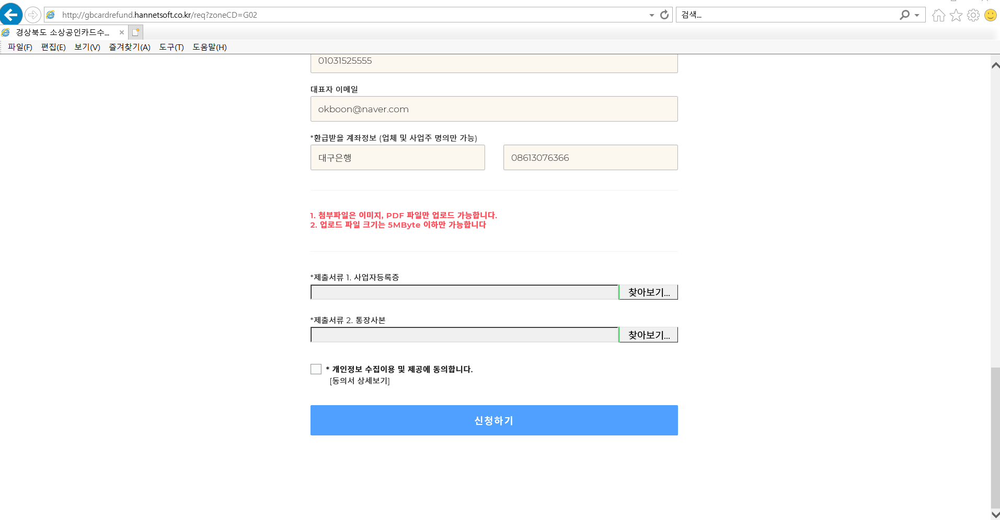 http://gbcardrefund.hannetsoft.co.kr/req?zoneCD=G02
검색...
경상북도 소상공인카드수...
파일(F) 편집(E) 보기(V) 즐겨찾기(A) 도구(T) 도움말(H)
01031525555
대표자 이메일
okboon@naver.com
*환급받을 계좌정보 (업체 및 사업주 명의만 가능)
대구은행 08613076366
1. 첨부파일은 이미지, PDF 파일만 업로드 가능합니다.
2. 업로드 파일 크기는 5MByte 이하만 가능합니다
*제출서류 1. 사업자등록증
찾아보기...
*제출서류 2. 통장사본
찾아보기...
* 개인정보 수집이용 및 제공에 동의합니다.
[동의서 상세보기]
신청하기